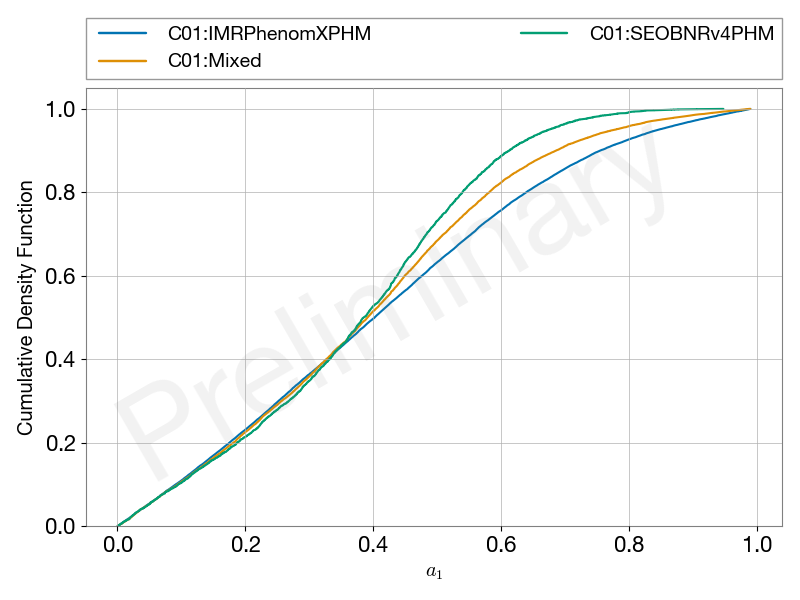 C01:IMRPhenomXPHM
C01:Mixed
C01:SEOBNRv4PHM
Preliminary
Cumulative Density Function
1.0
0.8
0.6
0.4
0.2
0.0
0.0 0.2 0.4 0.6 0.8 1.0
a₁